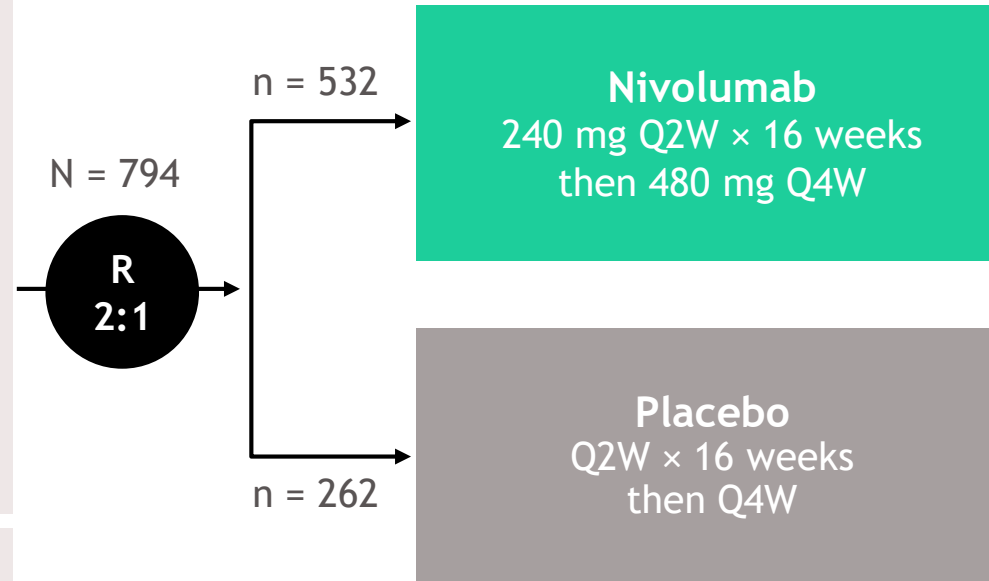 N = 794
R
2:1
n = 532
Nivolumab
240 mg Q2W × 16 weeks
then 480 mg Q4W
n = 262
Placebo
Q2W × 16 weeks
then Q4W